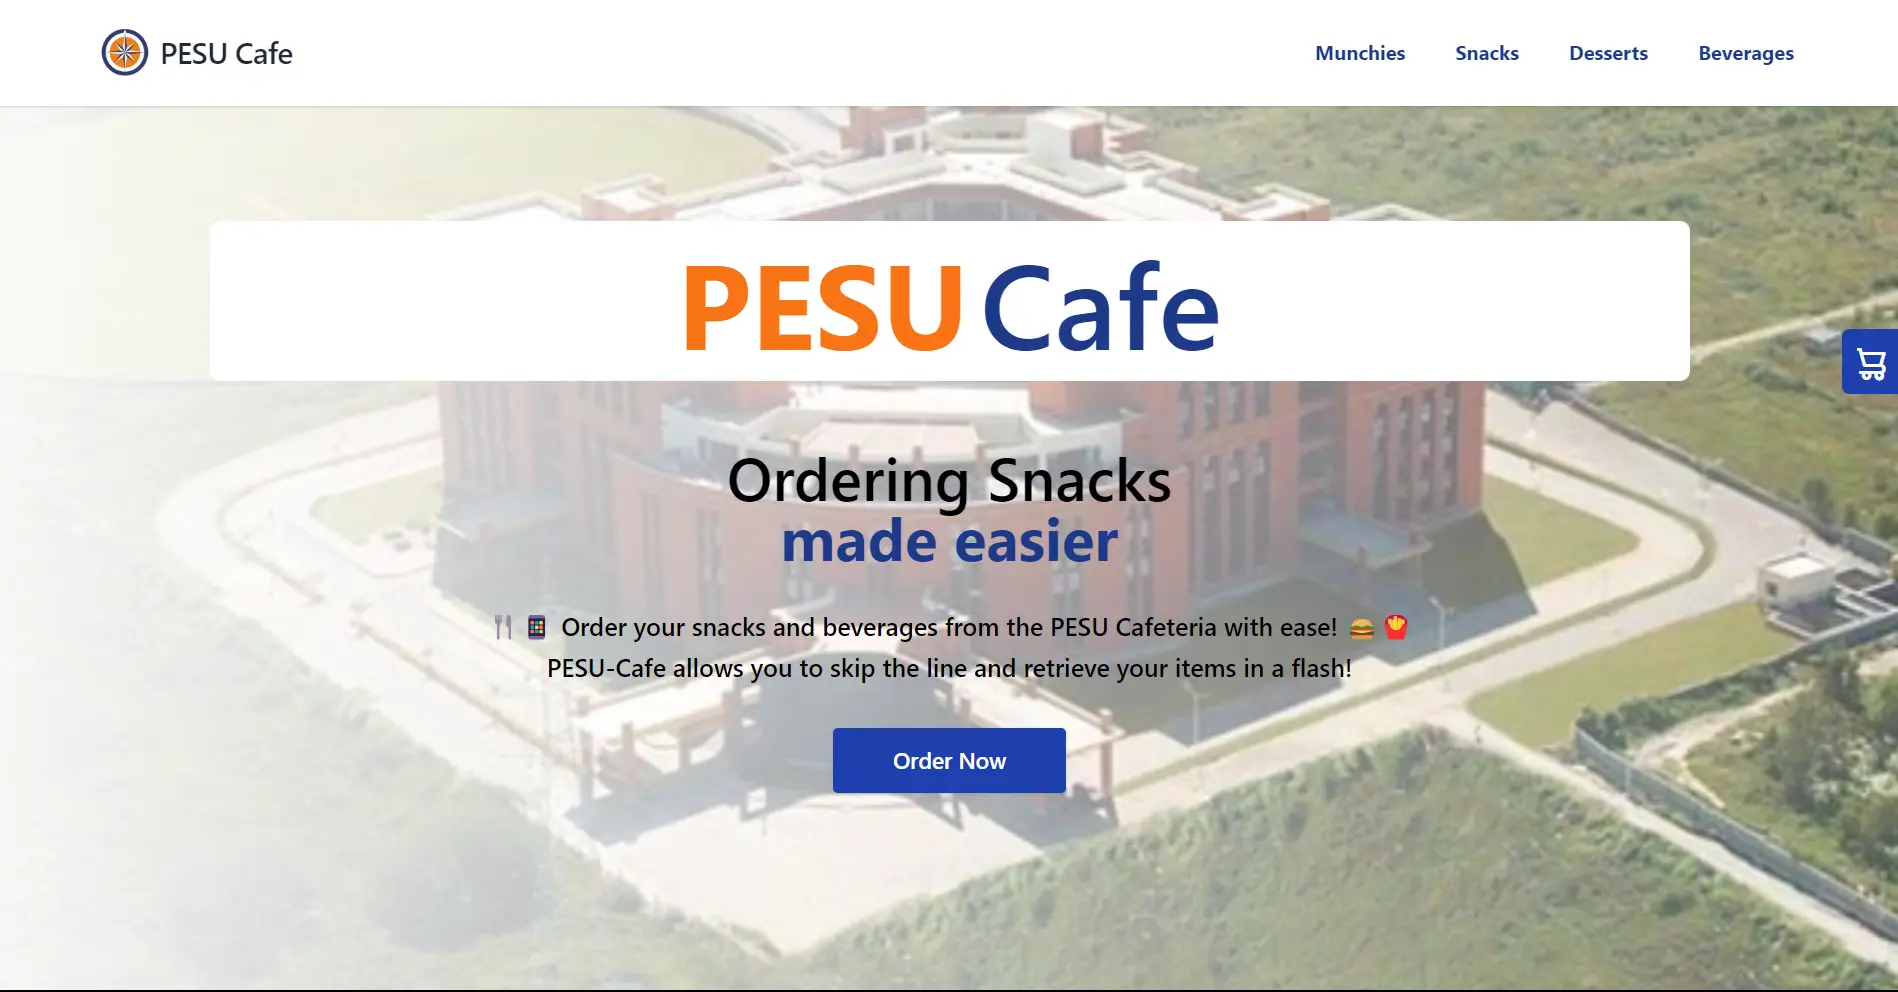 PESU Cafe
Munchies
Snacks
Desserts
Beverages
PESU Cafe
Ordering Snacks
made easier
🍴 📱 Order your snacks and beverages from the PESU Cafeteria with ease! 🍔 🍟
PESU-Cafe allows you to skip the line and retrieve your items in a flash!
Order Now